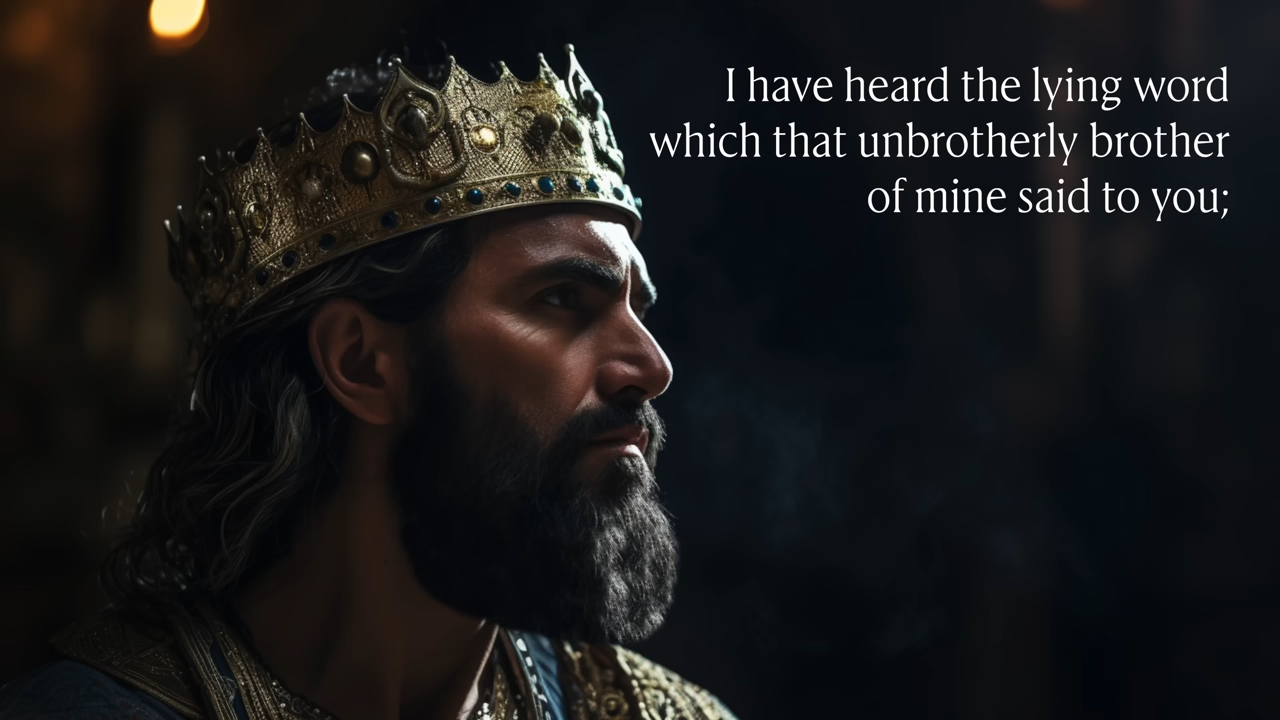 I have heard the lying word
which that unbrotherly brother
of mine said to you;